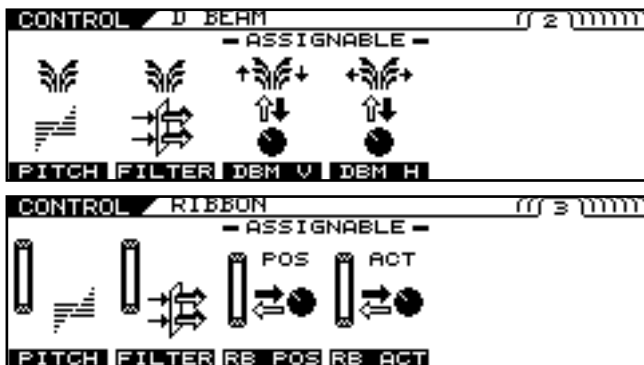 CONTROL D BEAM 2
ASSIGNABLE
PITCH FILTER DBM V DBM H
CONTROL RIBBON 3
ASSIGNABLE
POS ACT
PITCH FILTER RB POS RB ACT